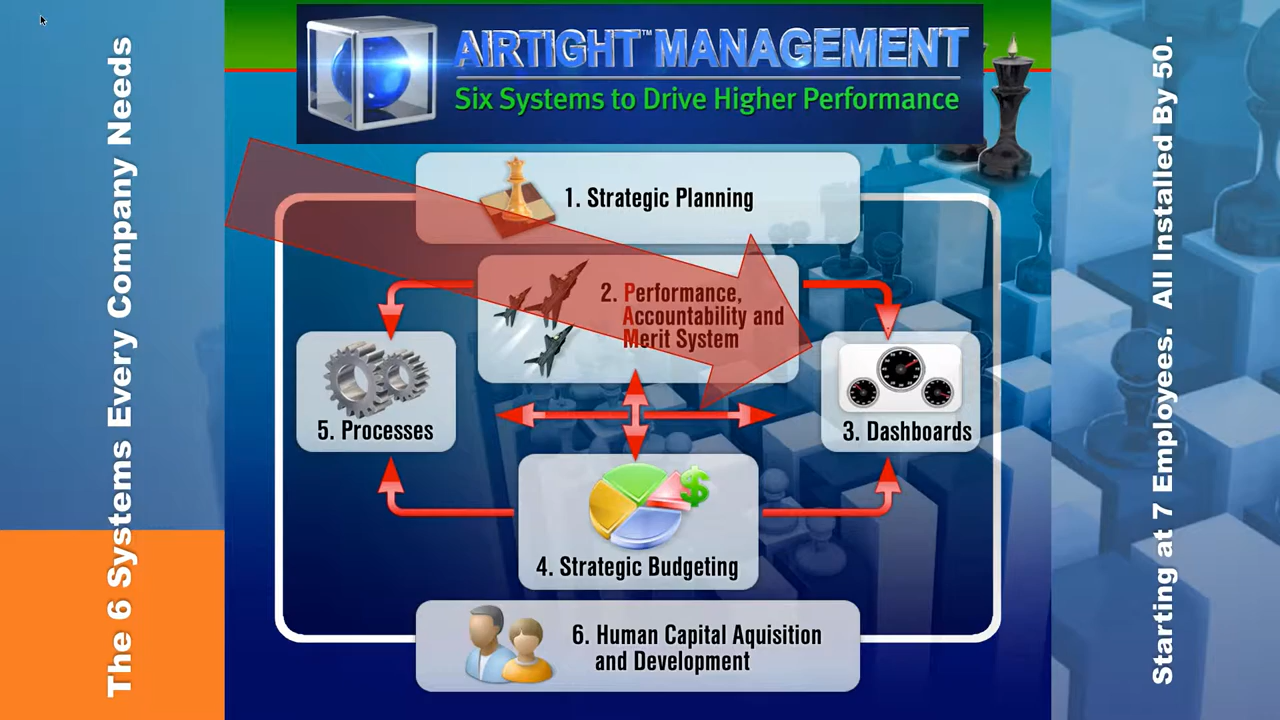 The 6 Systems Every Company Needs
AIRTIGHT™ MANAGEMENT
Six Systems to Drive Higher Performance
1. Strategic Planning
2. Performance,
Accountability and
Merit System
5. Processes
3. Dashboards
$
4. Strategic Budgeting
6. Human Capital Aquisition
and Development
Starting at 7 Employees. All Installed By 50.